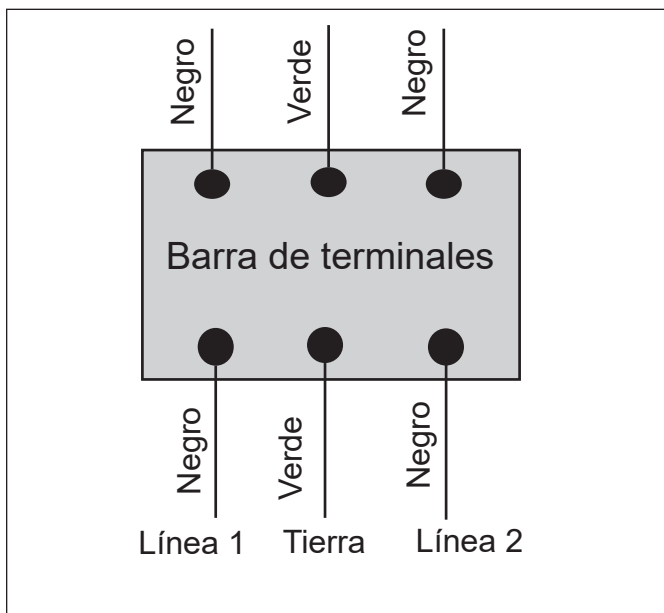 Negro
Verde
Negro
Barra de terminales
Negro
Verde
Negro
Línea 1
Tierra
Línea 2